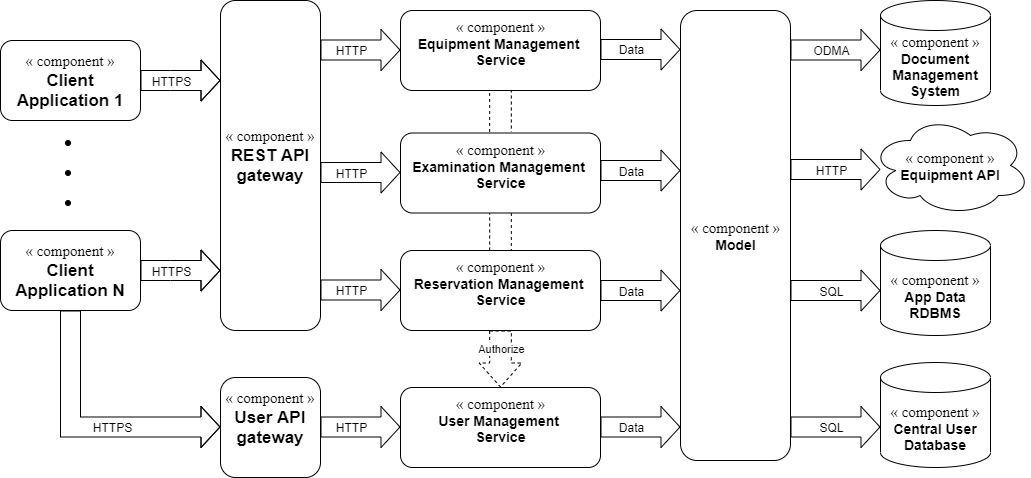 « component »
Client
Application 1
HTTPS
« component »
Client
Application N
HTTPS
HTTPS
« component »
REST API
gateway
« component »
User API
gateway
HTTP
HTTP
HTTP
HTTP
« component »
Equipment Management
Service
« component »
Examination Management
Service
« component »
Reservation Management
Service
Authorize
« component »
User Management
Service
Data
Data
Data
Data
« component »
Model
ODMA
HTTP
SQL
SQL
« component »
Document
Management
System
« component »
Equipment API
« component »
App Data
RDBMS
« component »
Central User
Database